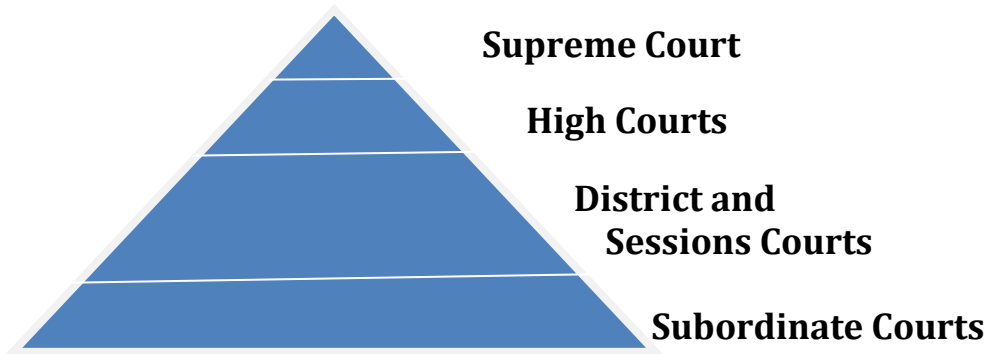 Supreme Court
High Courts
District and
Sessions Courts
Subordinate Courts